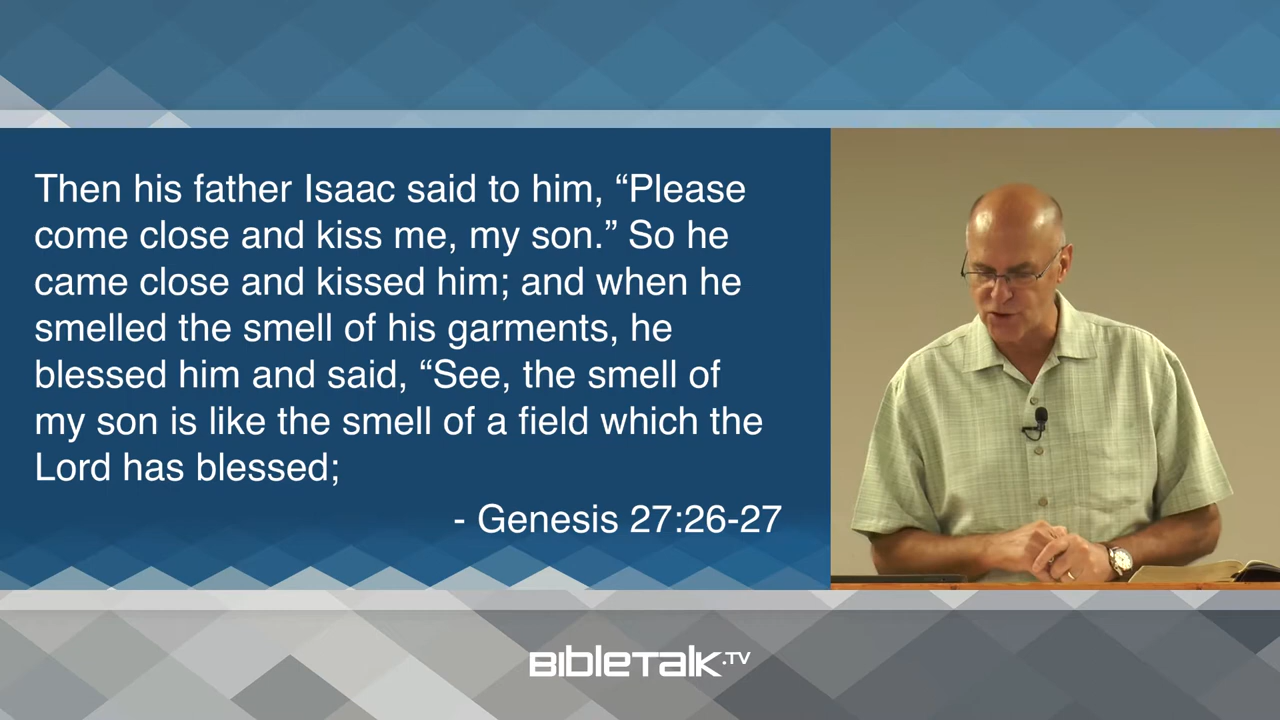 Then his father Isaac said to him, “Please
come close and kiss me, my son.” So he
came close and kissed him; and when he
smelled the smell of his garments, he
blessed him and said, “See, the smell of
my son is like the smell of a field which the
Lord has blessed;
- Genesis 27:26-27
BIBLETALK.TV